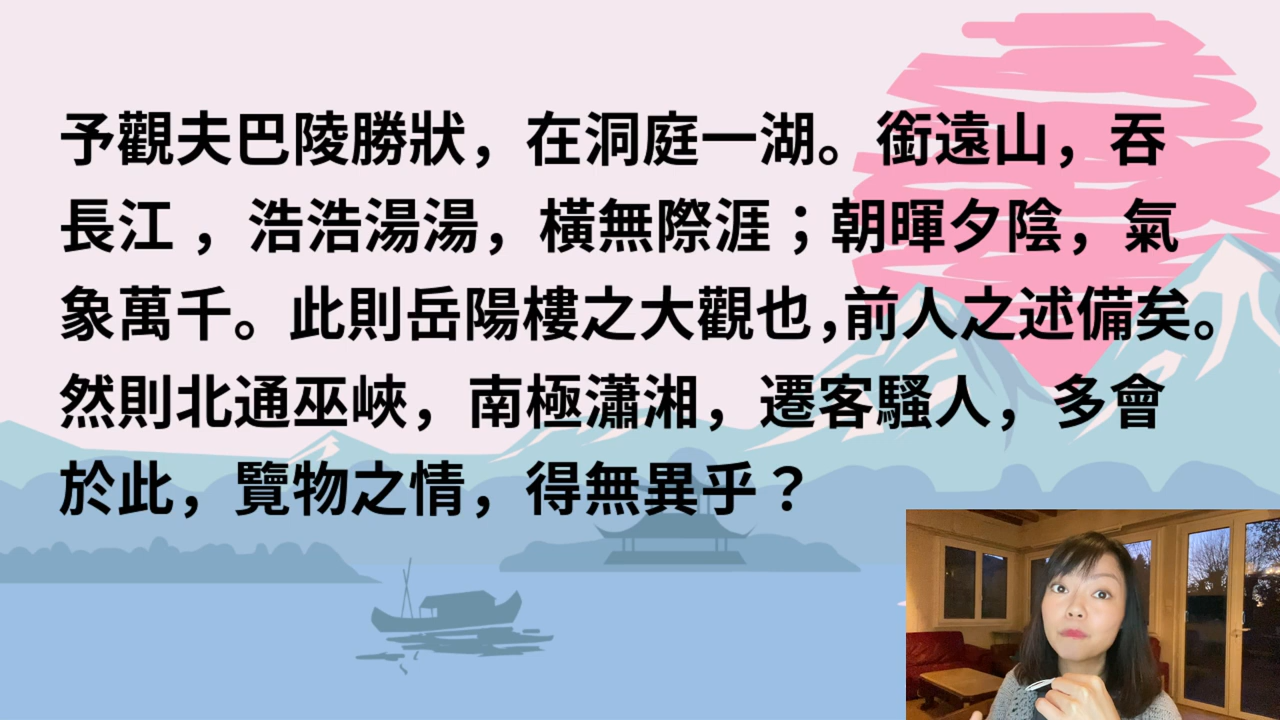 予觀夫巴陵勝狀，在洞庭一湖。銜遠山，吞
長江，浩浩湯湯，橫無際涯；朝暉夕陰，氣
象萬千。此則岳陽樓之大觀也，前人之述備矣。
然則北通巫峽，南極瀟湘，遷客騷人，多會
於此，覽物之情，得無異乎？